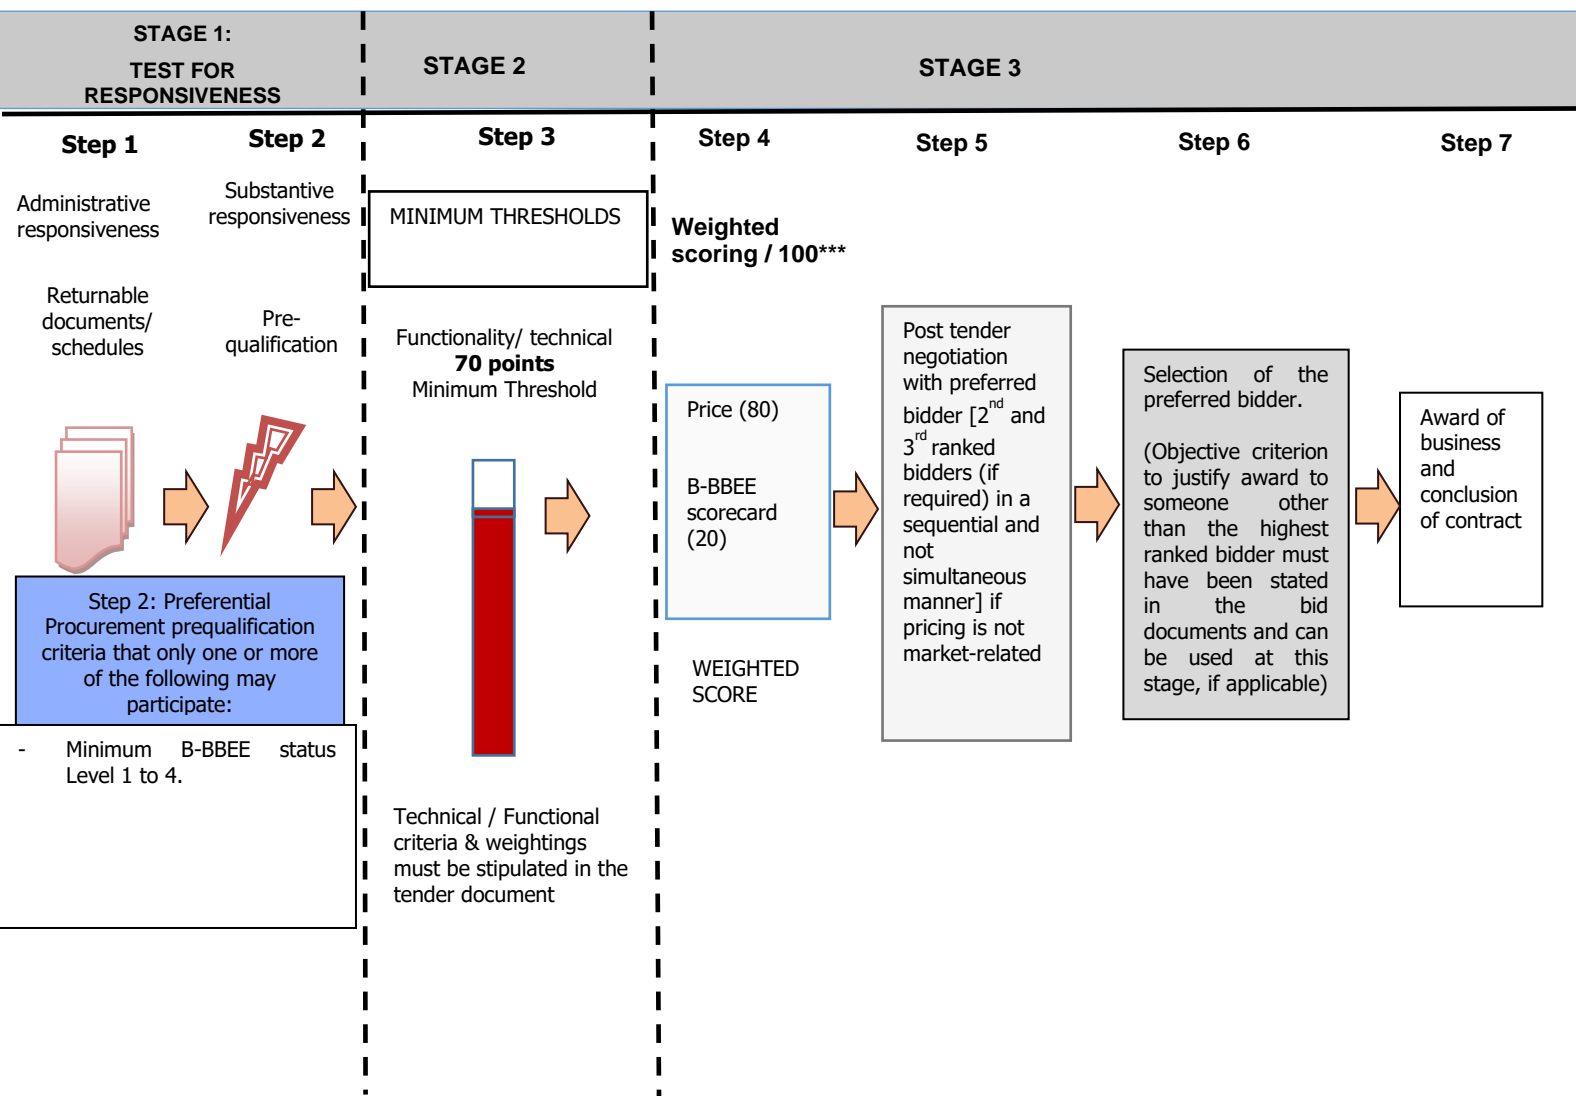 STAGE 1:
TEST FOR
RESPONSIVENESS
STAGE 2
STAGE 3
Step 1
Step 2
Step 3
Step 4
Step 5
Step 6
Step 7
Administrative
responsiveness
Substantive
responsiveness
MINIMUM THRESHOLDS
Weighted
scoring / 100***
Returnable
documents/
schedules
Pre-
qualification
Functionality/ technical
70 points
Minimum Threshold
Price (80)
B-BBEE
scorecard
(20)
WEIGHTED
SCORE
Post tender
negotiation
with preferred
bidder [2nd and
3rd ranked
bidders (if
required) in a
sequential and
not
simultaneous
manner] if
pricing is not
market-related
Selection of the
preferred bidder.
(Objective criterion
to justify award to
someone other
than the highest
ranked bidder must
have been stated
in the bid
documents and can
be used at this
stage, if applicable)
Award of
business
and
conclusion
of contract
Step 2: Preferential
Procurement prequalification
criteria that only one or more
of the following may
participate:
- Minimum B-BBEE status
Level 1 to 4.
Technical / Functional
criteria & weightings
must be stipulated in the
tender document